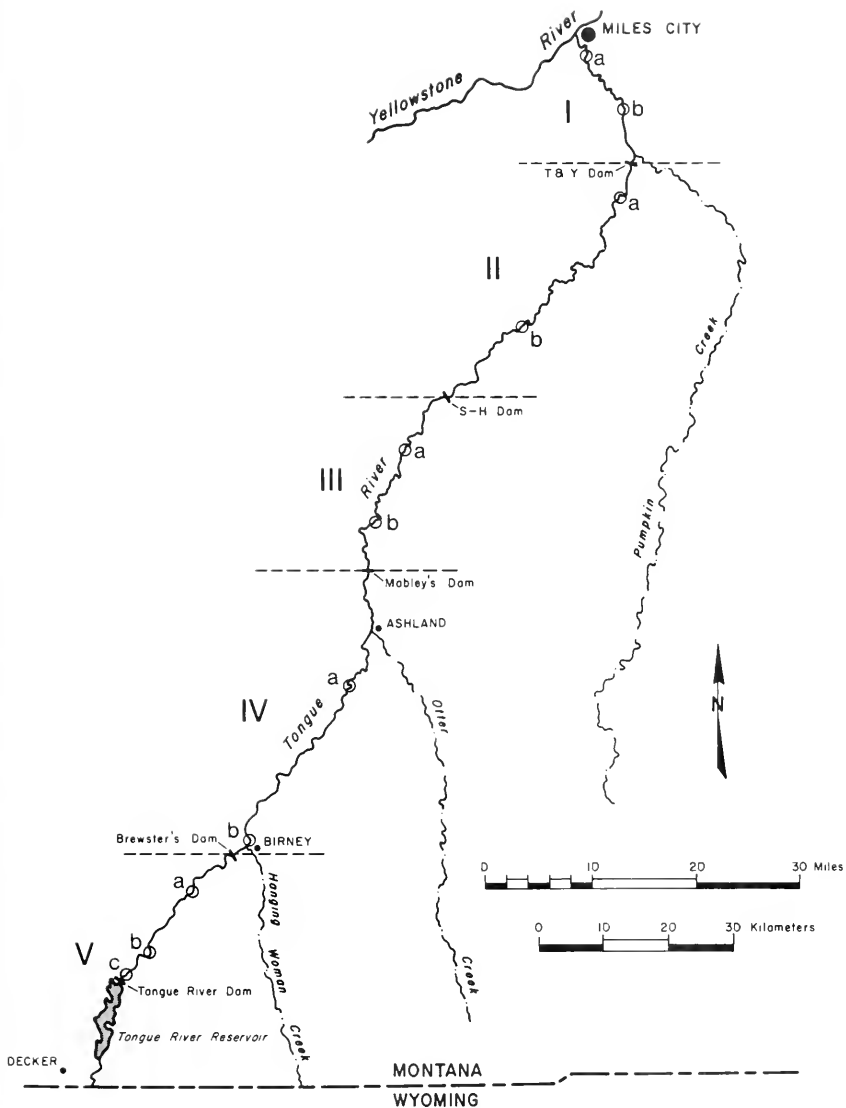 MILES CITY
River
Yellowstone
a
b
I
T & Y Dam
a
II
b
Creek
S-H Dam
a
III
River
b
Pumpkin
Mobley's Dam
ASHLAND
a
N
IV
Tongue
Otter
b
Brewster's Dam
BIRNEY
a
0 10 20 30 Miles
Hanging
0 10 20 30 Kilometers
b
V
Woman
c
Tongue River Dam
Creek
Tongue River Reservoir
Creek
DECKER
MONTANA
WYOMING